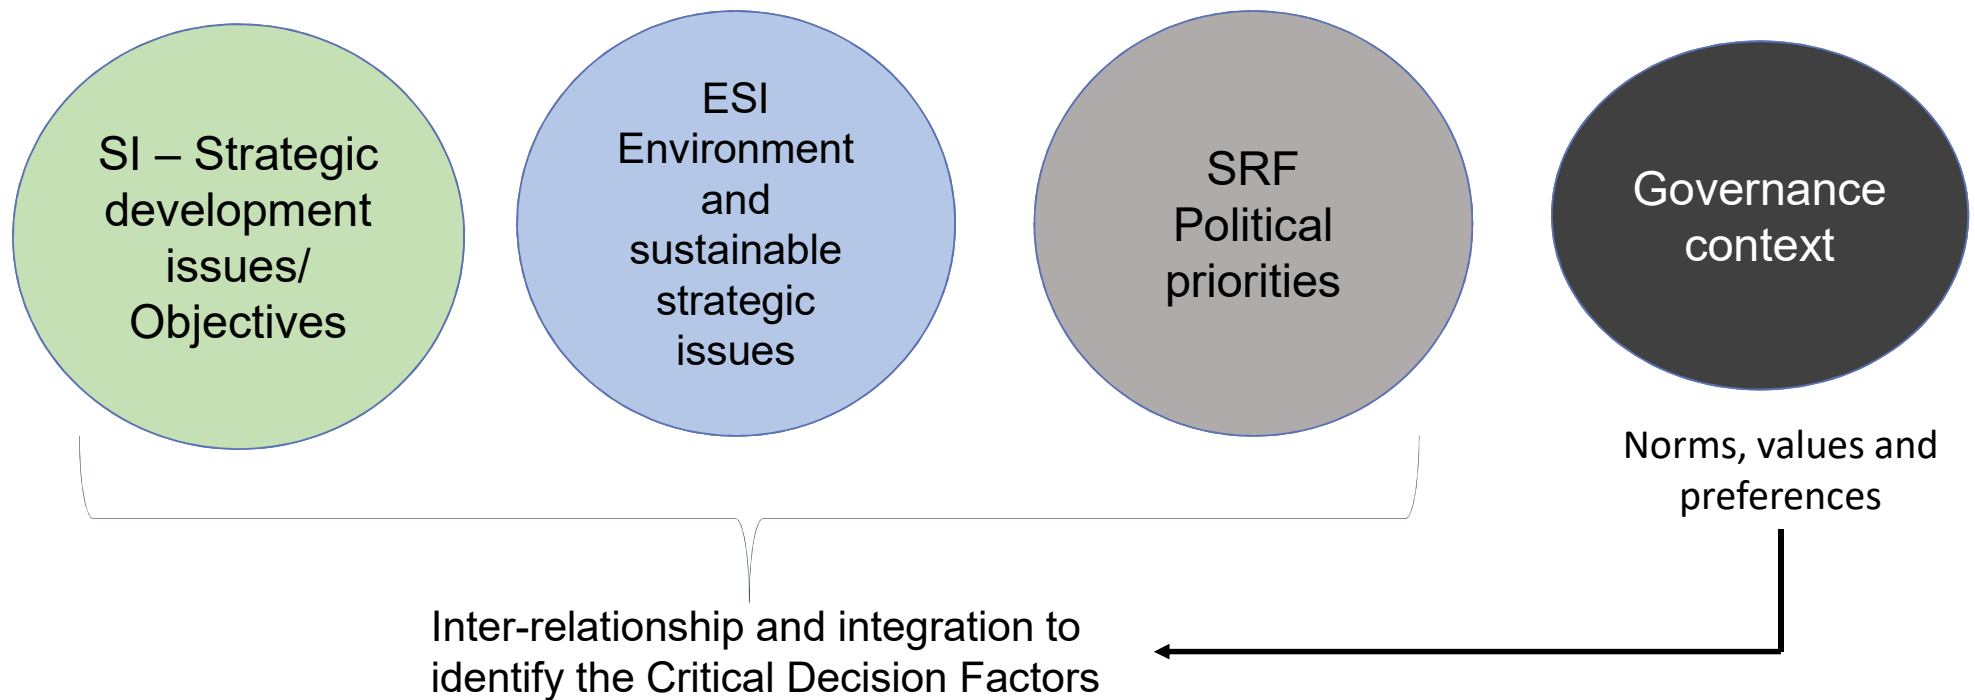 SI – Strategic
development
issues/
Objectives
ESI
Environment
and
sustainable
strategic
issues
SRF
Political
priorities
Governance
context
Norms, values and
preferences
Inter-relationship and integration to
identify the Critical Decision Factors